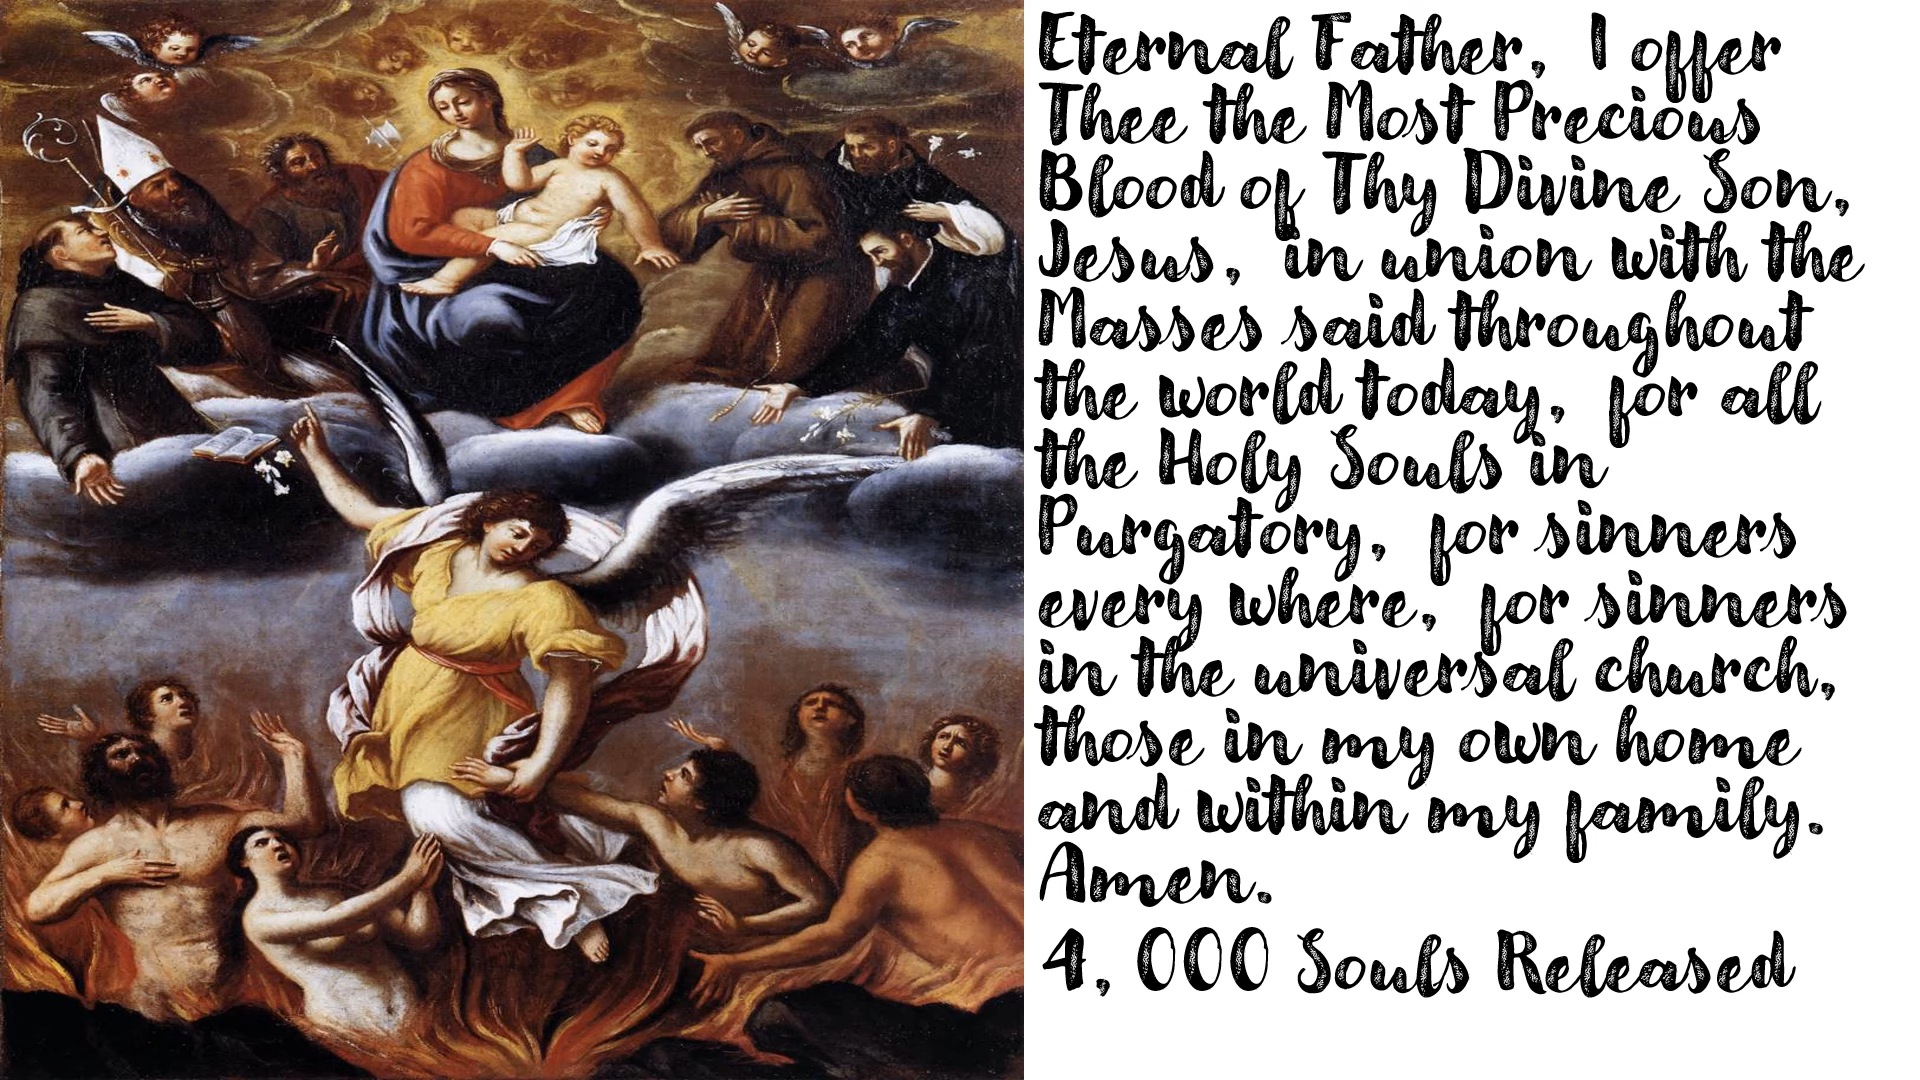 Eternal Father, I offer
Thee the Most Precious
Blood of Thy Divine Son,
Jesus, in union with the
Masses said throughout
the world today, for all
the Holy Souls in
Purgatory, for sinners
every where, for sinners
in the universal church,
those in my own home
and within my family.
Amen.
4, 000 Souls Released